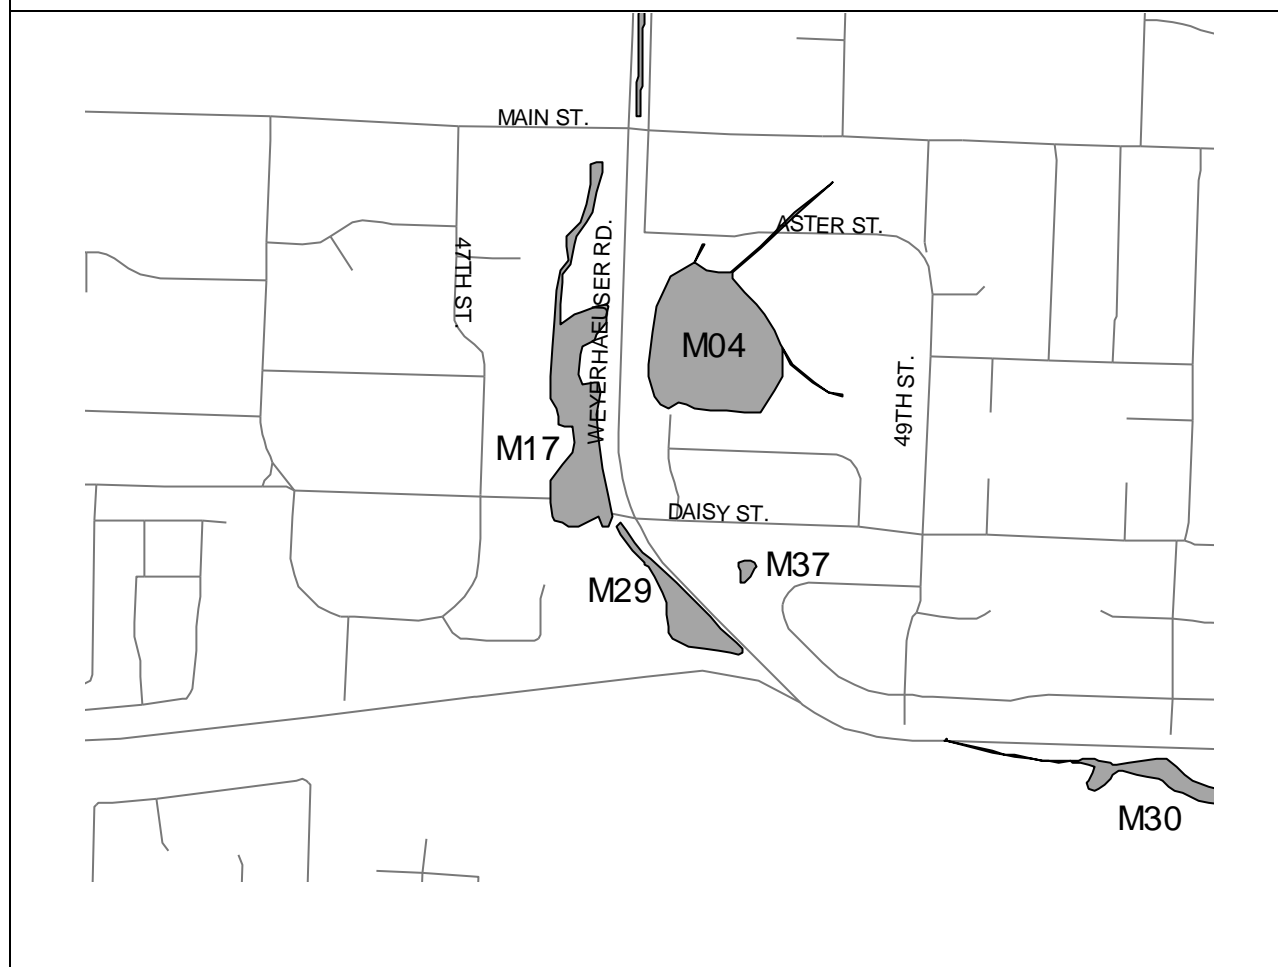 MAIN ST.
ASTER ST.
47TH ST.
WEYERHAEUSER RD.
M04
49TH ST.
M17
DAISY ST.
M37
M29
M30